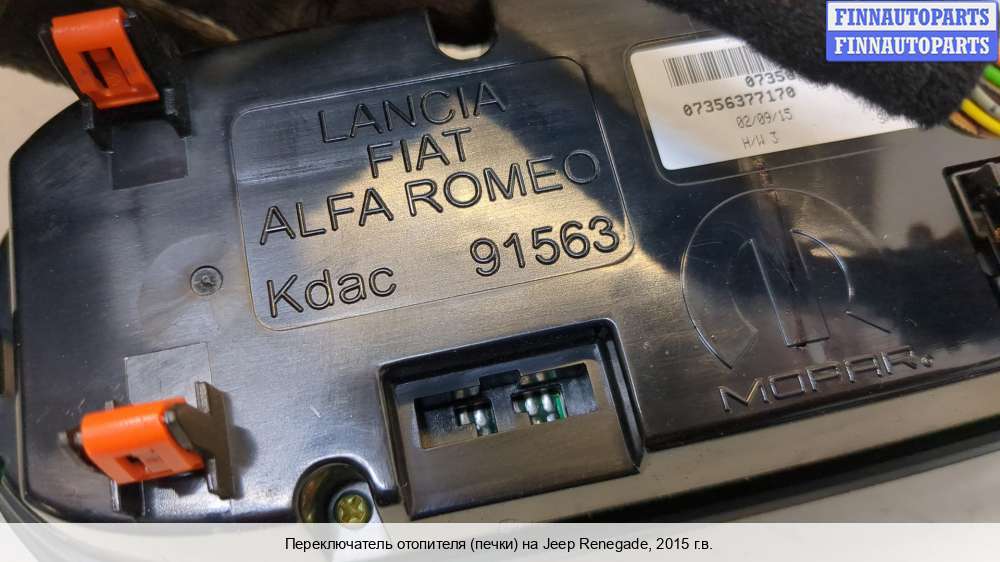 FINNAUTOPARTS
FINNAUTOPARTS
LANCIA
FIAT
ALFA ROMEO
Kdac 91563
07356377170
02/09/15
H/W 3
MOPAR
Переключатель отопителя (печки) на Jeep Renegade, 2015 г.в.